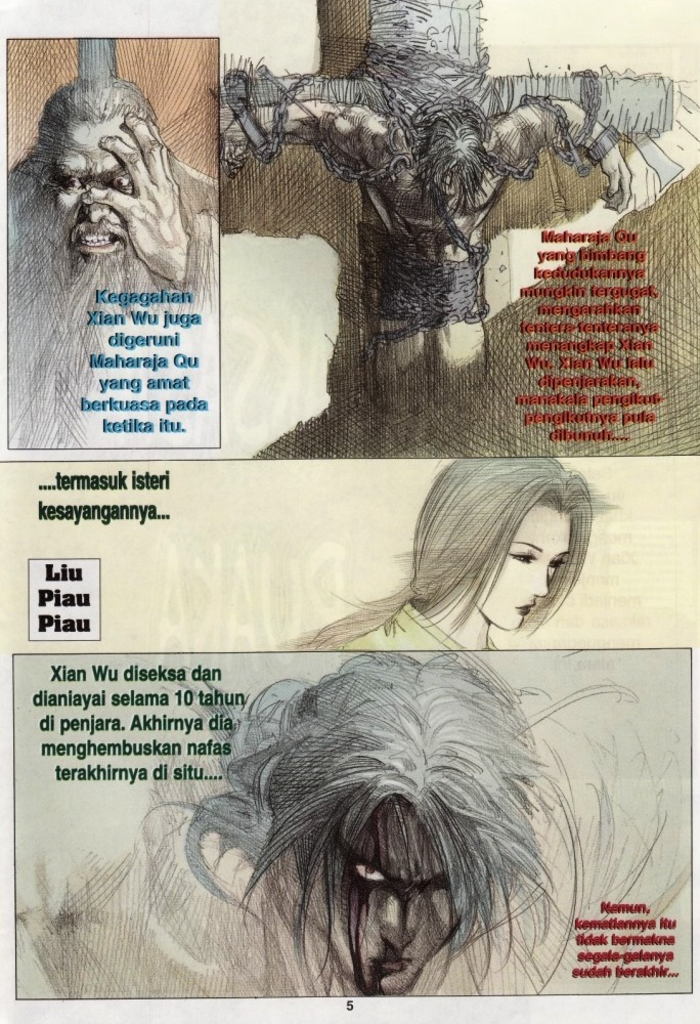 Kegagahan
Xian Wu juga
digeruni
Maharaja Qu
yang amat
berkuasa pada
ketika itu.
Maharaja Qu
yang bimbang
kedudukannya
mungkin tergugat,
mengarahkan
tentera-tenteranya
menangkap Xian
Wu. Xian Wu lalu
dipenjarakan,
manakala pengikut-
pengikutnya pula
dibunuh....
....termasuk isteri
kesayangannya...
Liu
Piau
Piau
Xian Wu diseksa dan
dianiayai selama 10 tahun
di penjara. Akhirnya dia
menghembuskan nafas
terakhirnya di situ....
Namun,
kematiannya itu
tidak bermakna
segala-galanya
sudah berakhir...
5